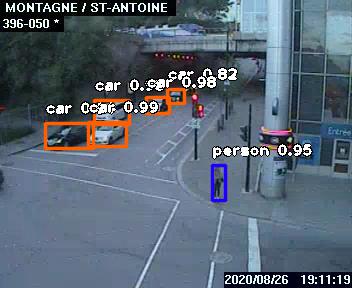 MONTAGNE / ST-ANTOINE
396-050 *
car 0.82
car 0.98
car 0.99
person 0.95
Entrée
2020/08/26 19:11:19